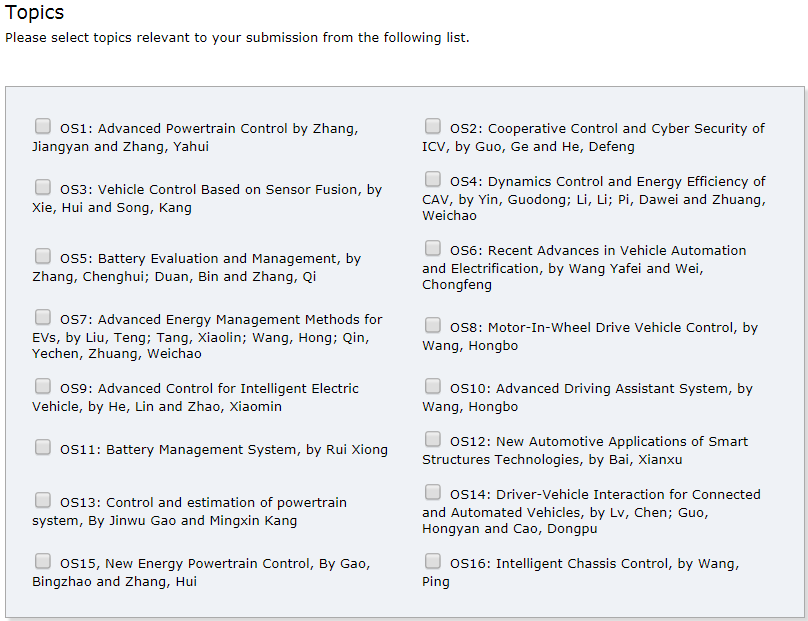 Topics
Please select topics relevant to your submission from the following list.
OS1: Advanced Powertrain Control by Zhang,
Jiangyan and Zhang, Yahui
OS2: Cooperative Control and Cyber Security of
ICV, by Guo, Ge and He, Defeng
OS3: Vehicle Control Based on Sensor Fusion, by
Xie, Hui and Song, Kang
OS4: Dynamics Control and Energy Efficiency of
CAV, by Yin, Guodong; Li, Li; Pi, Dawei and Zhuang,
Weichao
OS5: Battery Evaluation and Management, by
Zhang, Chenghui; Duan, Bin and Zhang, Qi
OS6: Recent Advances in Vehicle Automation
and Electrification, by Wang Yafei and Wei,
Chongfeng
OS7: Advanced Energy Management Methods for
EVs, by Liu, Teng; Tang, Xiaolin; Wang, Hong; Qin,
Yechen, Zhuang, Weichao
OS8: Motor-In-Wheel Drive Vehicle Control, by
Wang, Hongbo
OS9: Advanced Control for Intelligent Electric
Vehicle, by He, Lin and Zhao, Xiaomin
OS10: Advanced Driving Assistant System, by
Wang, Hongbo
OS11: Battery Management System, by Rui Xiong
OS12: New Automotive Applications of Smart
Structures Technologies, by Bai, Xianxu
OS13: Control and estimation of powertrain
system, By Jinwu Gao and Mingxin Kang
OS14: Driver-Vehicle Interaction for Connected
and Automated Vehicles, by Lv, Chen; Guo,
Hongyan and Cao, Dongpu
OS15, New Energy Powertrain Control, By Gao,
Bingzhao and Zhang, Hui
OS16: Intelligent Chassis Control, by Wang,
Ping